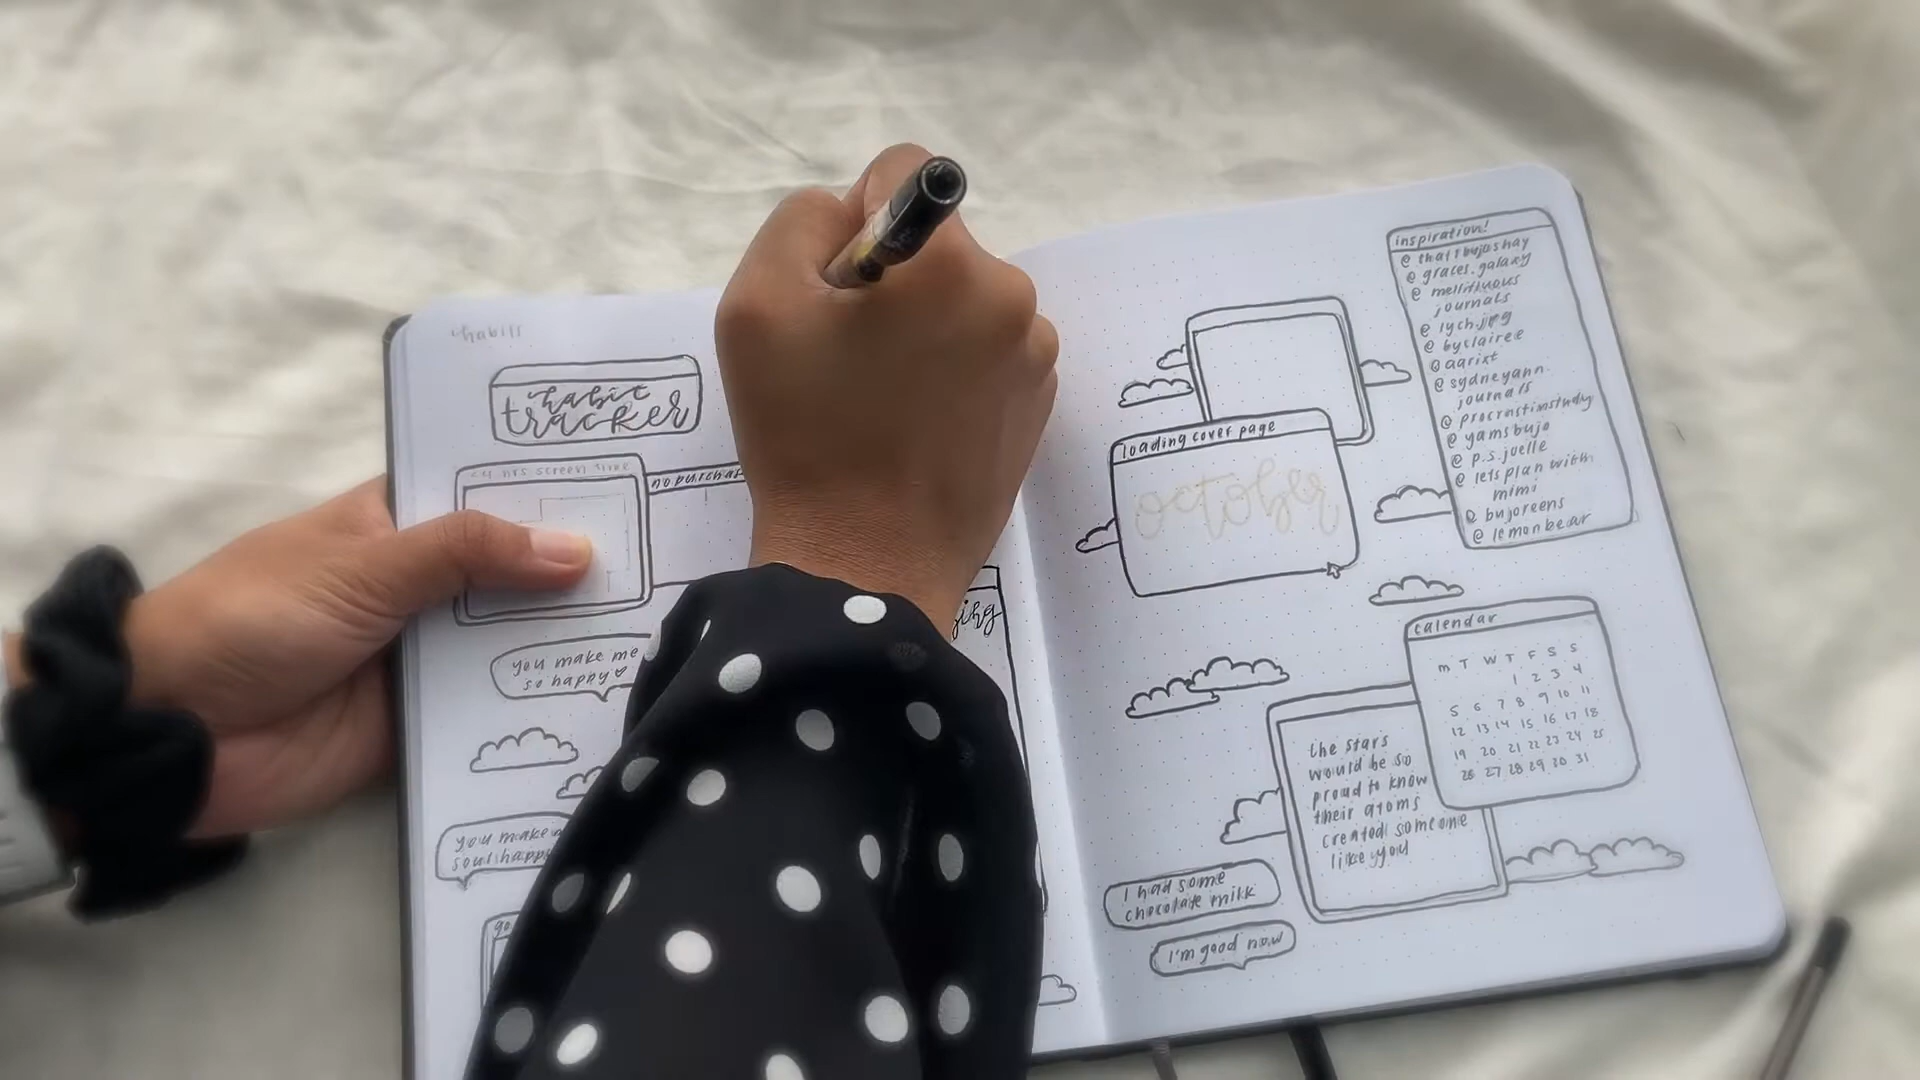 habit
tracker
24 hrs screen time
no purchas
you make me
so happy
you make
soul happy
go
loading cover page
october
inspiration!
@ that1bujoshay
@ graces.galaxy
@ mellifluous
journals
@ lych.jpg
@ byclairee
@ aarixt
@ sydneyann.
journals
@ procrastinstudy
@ yamsbujo
@ p.s.juelle
@ lets plan with
mimi
@ bujoreens
@ lemonbear
calendar
m T W T F S S
1 2 3 4
5 6 7 8 9 10 11
12 13 14 15 16 17 18
19 20 21 22 23 24 25
26 27 28 29 30 31
the stars
would be so
proud to know
their atoms
created someone
like you
I had some
chocolate milk
I'm good now